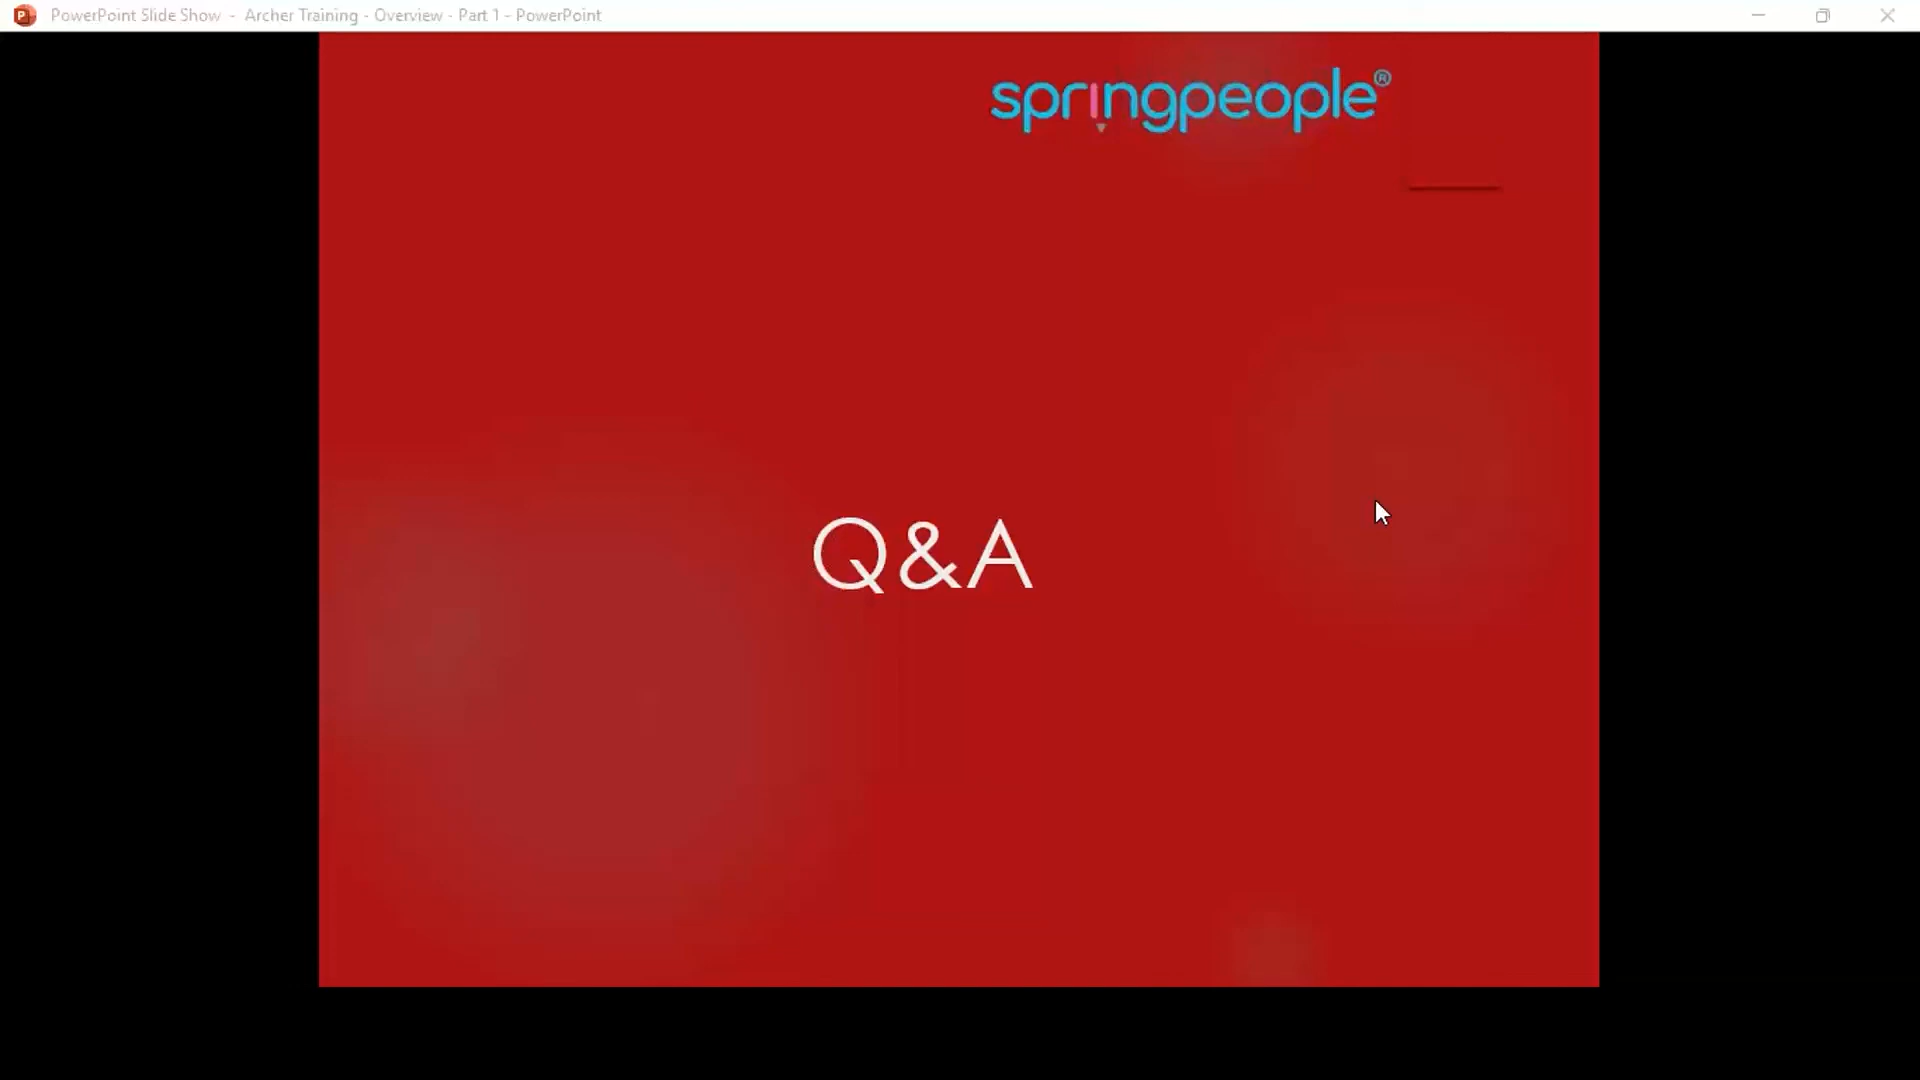 PowerPoint Slide Show - Archer Training - Overview - Part 1 - PowerPoint
springpeople®
Q&A